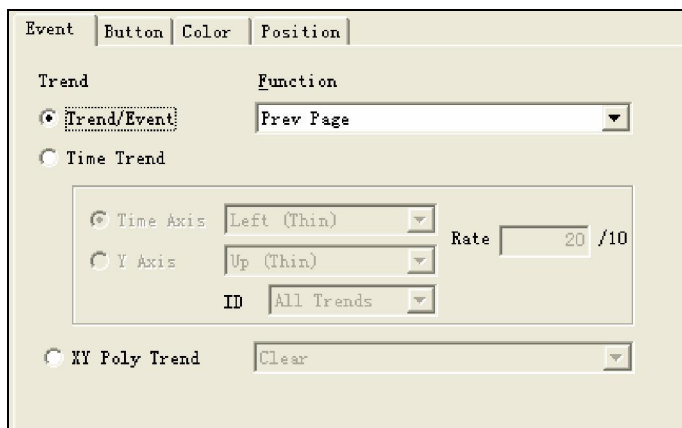 Event Button Color Position
Trend Function
Trend/Event Prev Page
Time Trend
Time Axis Left (Thin)
Rate 20 /10
Y Axis Up (Thin)
ID All Trends
XY Poly Trend Clear